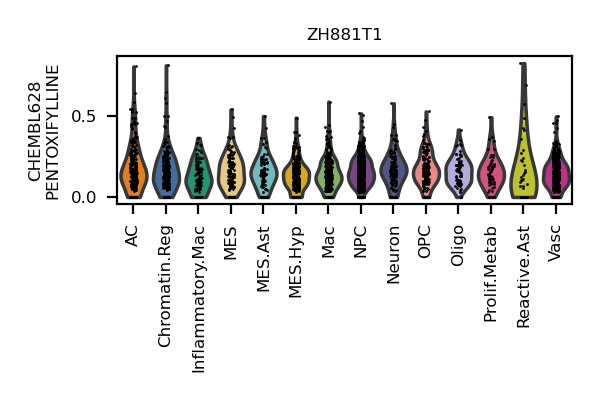 ZH881T1
CHEMBL628
PENTOXIFYLLINE
0.5
0.0
AC
Chromatin.Reg
Inflammatory.Mac
MES
MES.Ast
MES.Hyp
Mac
NPC
Neuron
OPC
Oligo
Prolif.Metab
Reactive.Ast
Vasc